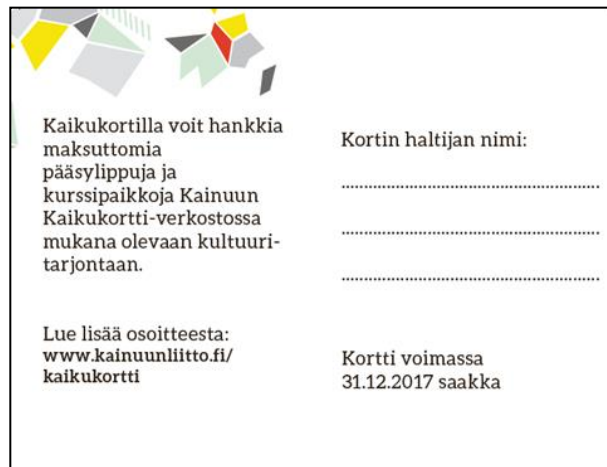 Kaikukortilla voit hankkia
maksuttomia
pääsylippuja ja
kurssipaikkoja Kainuun
Kaikukortti-verkostossa
mukana olevaan kultuuri-
tarjontaan.
Lue lisää osoitteesta:
www.kainuunliitto.fi/
kaikukortti
Kortin haltijan nimi:
Kortti voimassa
31.12.2017 saakka